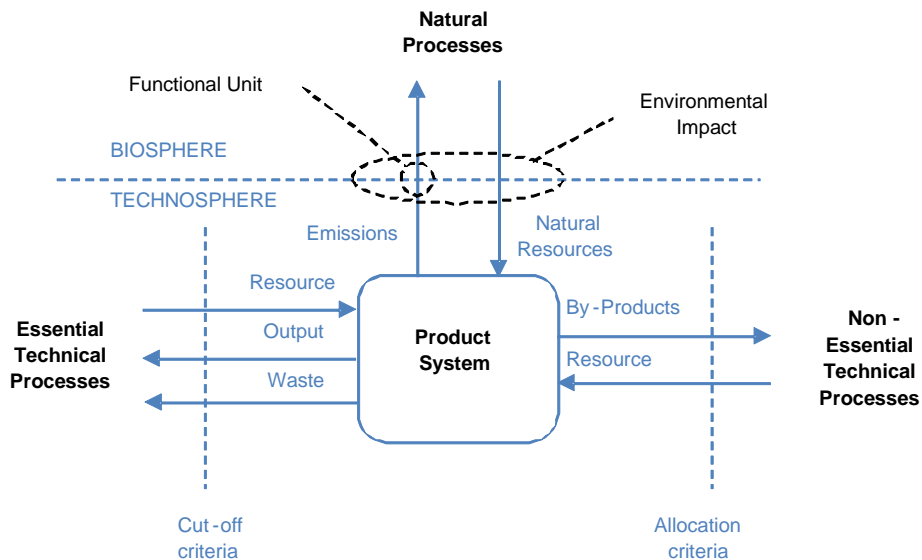 Natural
Processes
Functional Unit
Environmental
Impact
BIOSPHERE
TECHNOSPHERE
Emissions
Natural
Resources
Resource
Output
Waste
Essential
Technical
Processes
Product
System
By-Products
Resource
Non -
Essential
Technical
Processes
Cut-off
criteria
Allocation
criteria